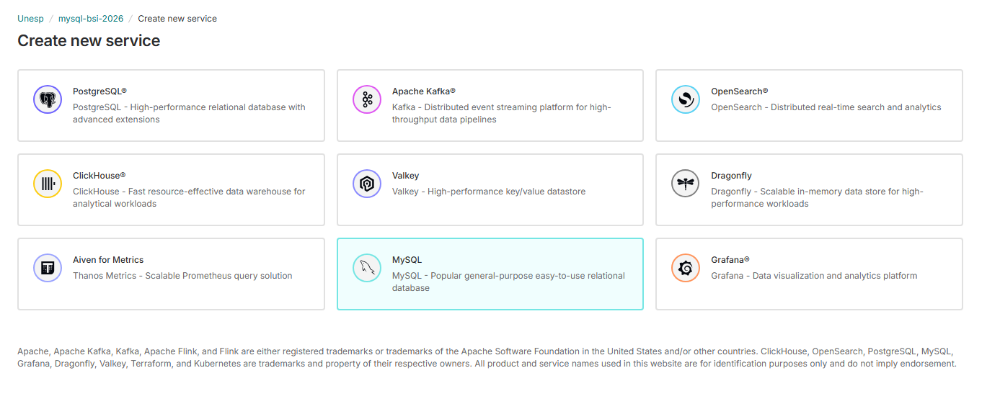 Unesp / mysql-bsi-2026 / Create new service
Create new service
PostgreSQL®
PostgreSQL - High-performance relational database with
advanced extensions
Apache Kafka®
Kafka - Distributed event streaming platform for high-
throughput data pipelines
OpenSearch®
OpenSearch - Distributed real-time search and analytics
ClickHouse®
ClickHouse - Fast resource-effective data warehouse for
analytical workloads
Valkey
Valkey - High-performance key/value datastore
Dragonfly
Dragonfly - Scalable in-memory data store for high-
performance workloads
Aiven for Metrics
Thanos Metrics - Scalable Prometheus query solution
MySQL
MySQL - Popular general-purpose easy-to-use relational
database
Grafana®
Grafana - Data visualization and analytics platform
Apache, Apache Kafka, Kafka, Apache Flink, and Flink are either registered trademarks or trademarks of the Apache Software Foundation in the United States and/or other countries. ClickHouse, OpenSearch, PostgreSQL, MySQL,
Grafana, Dragonfly, Valkey, Terraform, and Kubernetes are trademarks and property of their respective owners. All product and service names used in this website are for identification purposes only and do not imply endorsement.